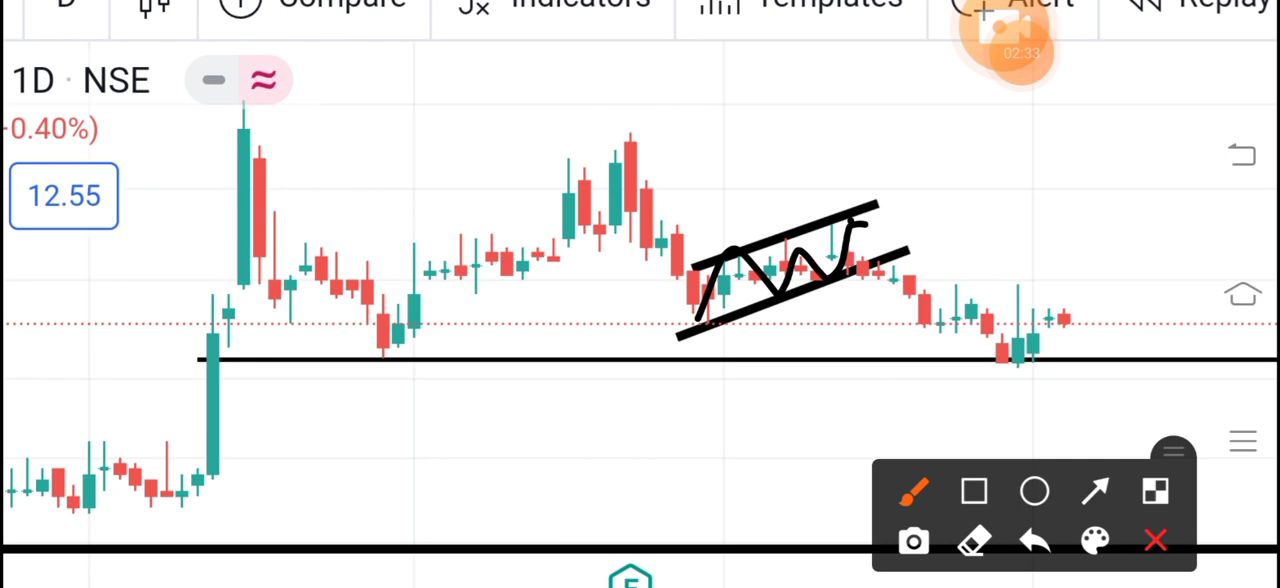 D Compare Indicators Templates Alert Replay
02:33
1D · NSE
-0.40%)
12.55
E